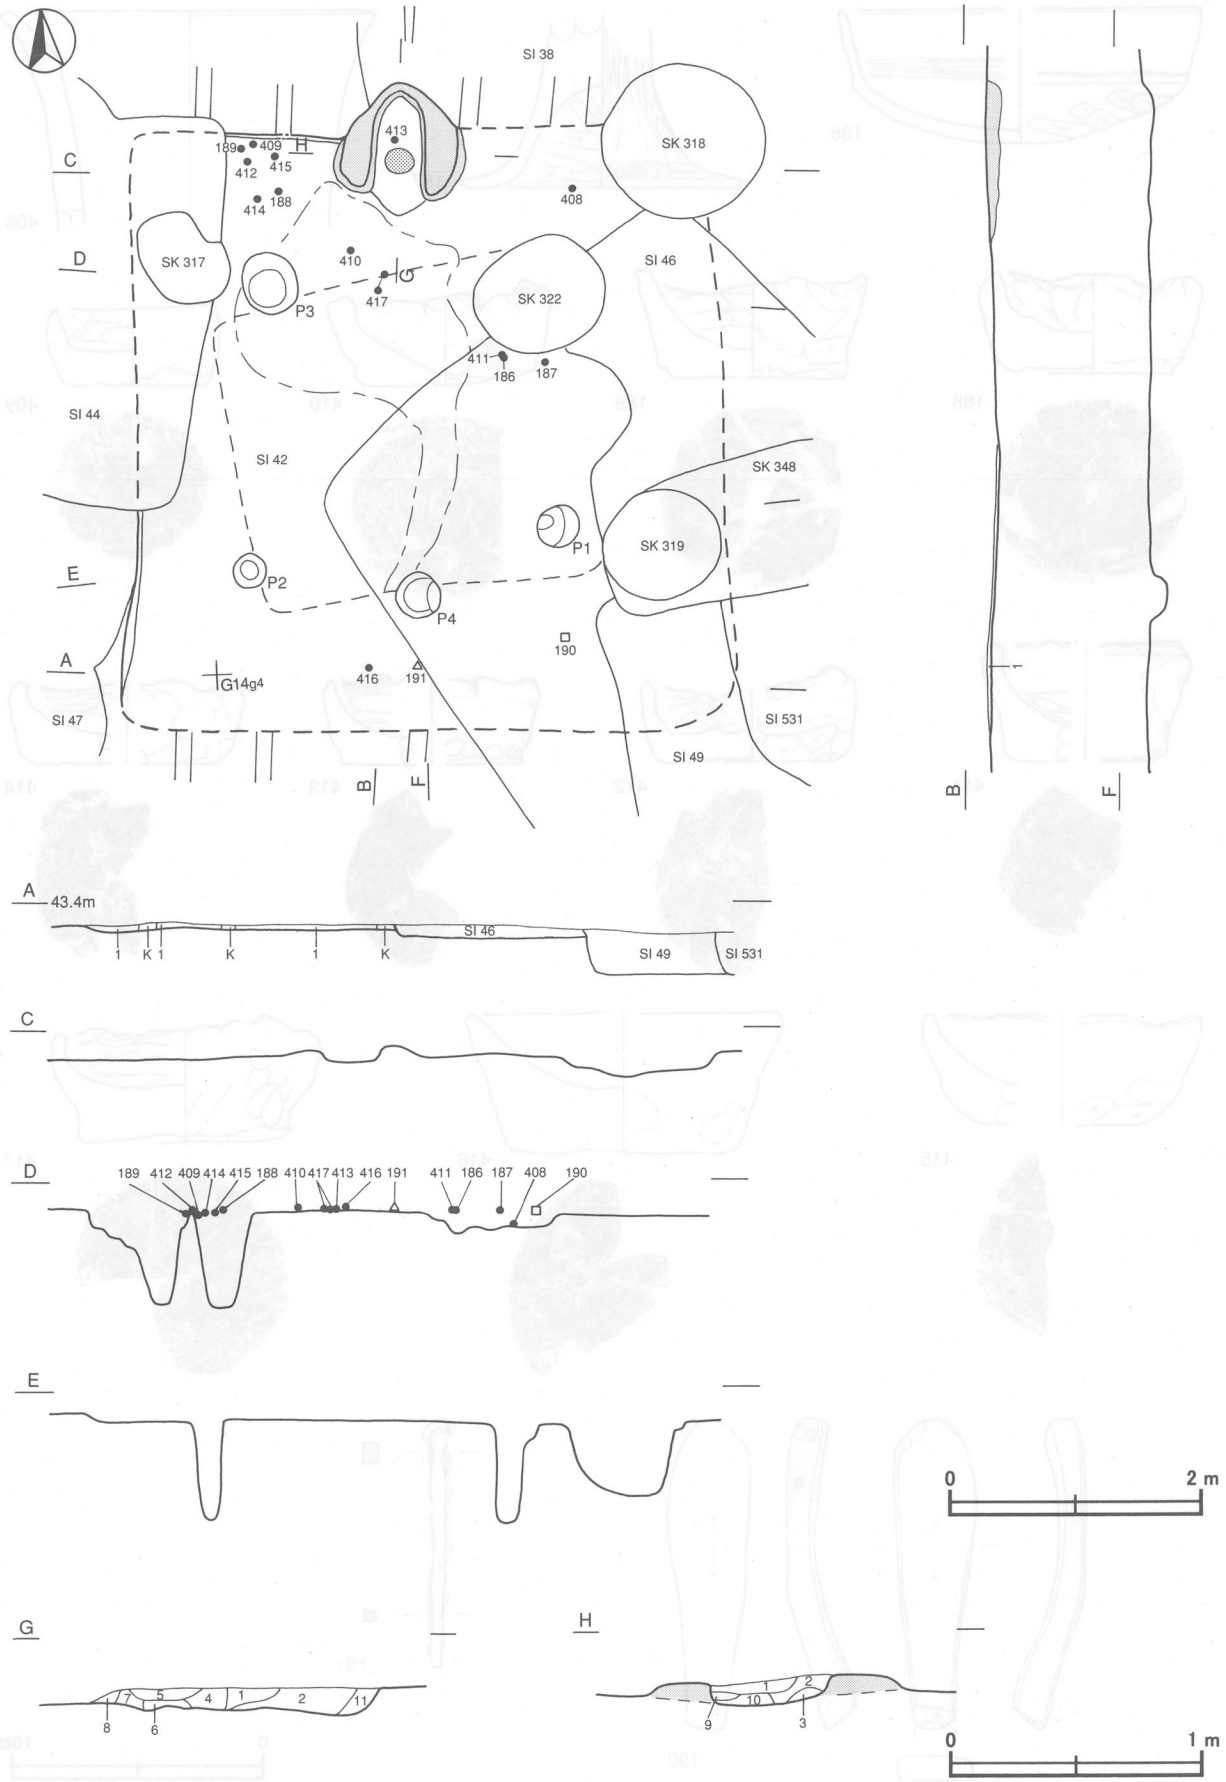 SI 38
413
189
409
H
415
412
SK 318
C
188
414
408
D
SK 317
410
G
417
P3
SK 322
SI 46
411
186
187
SI 44
SI 42
SK 348
P1
SK 319
E
P2
P4
190
A
416
191
G14g4
SI 47
SI 531
SI 49
B
F
1
B
F
A 43.4m
SI 46
1 K 1 K 1 K
SI 49 SI 531
C
D
189 412 409 414 415 188 410 417 413 416 191 411 186 187 408 190
E
0 2 m
G
H
7 5 4 1 2 11
8 6
1 2
9 10 3
0 1 m